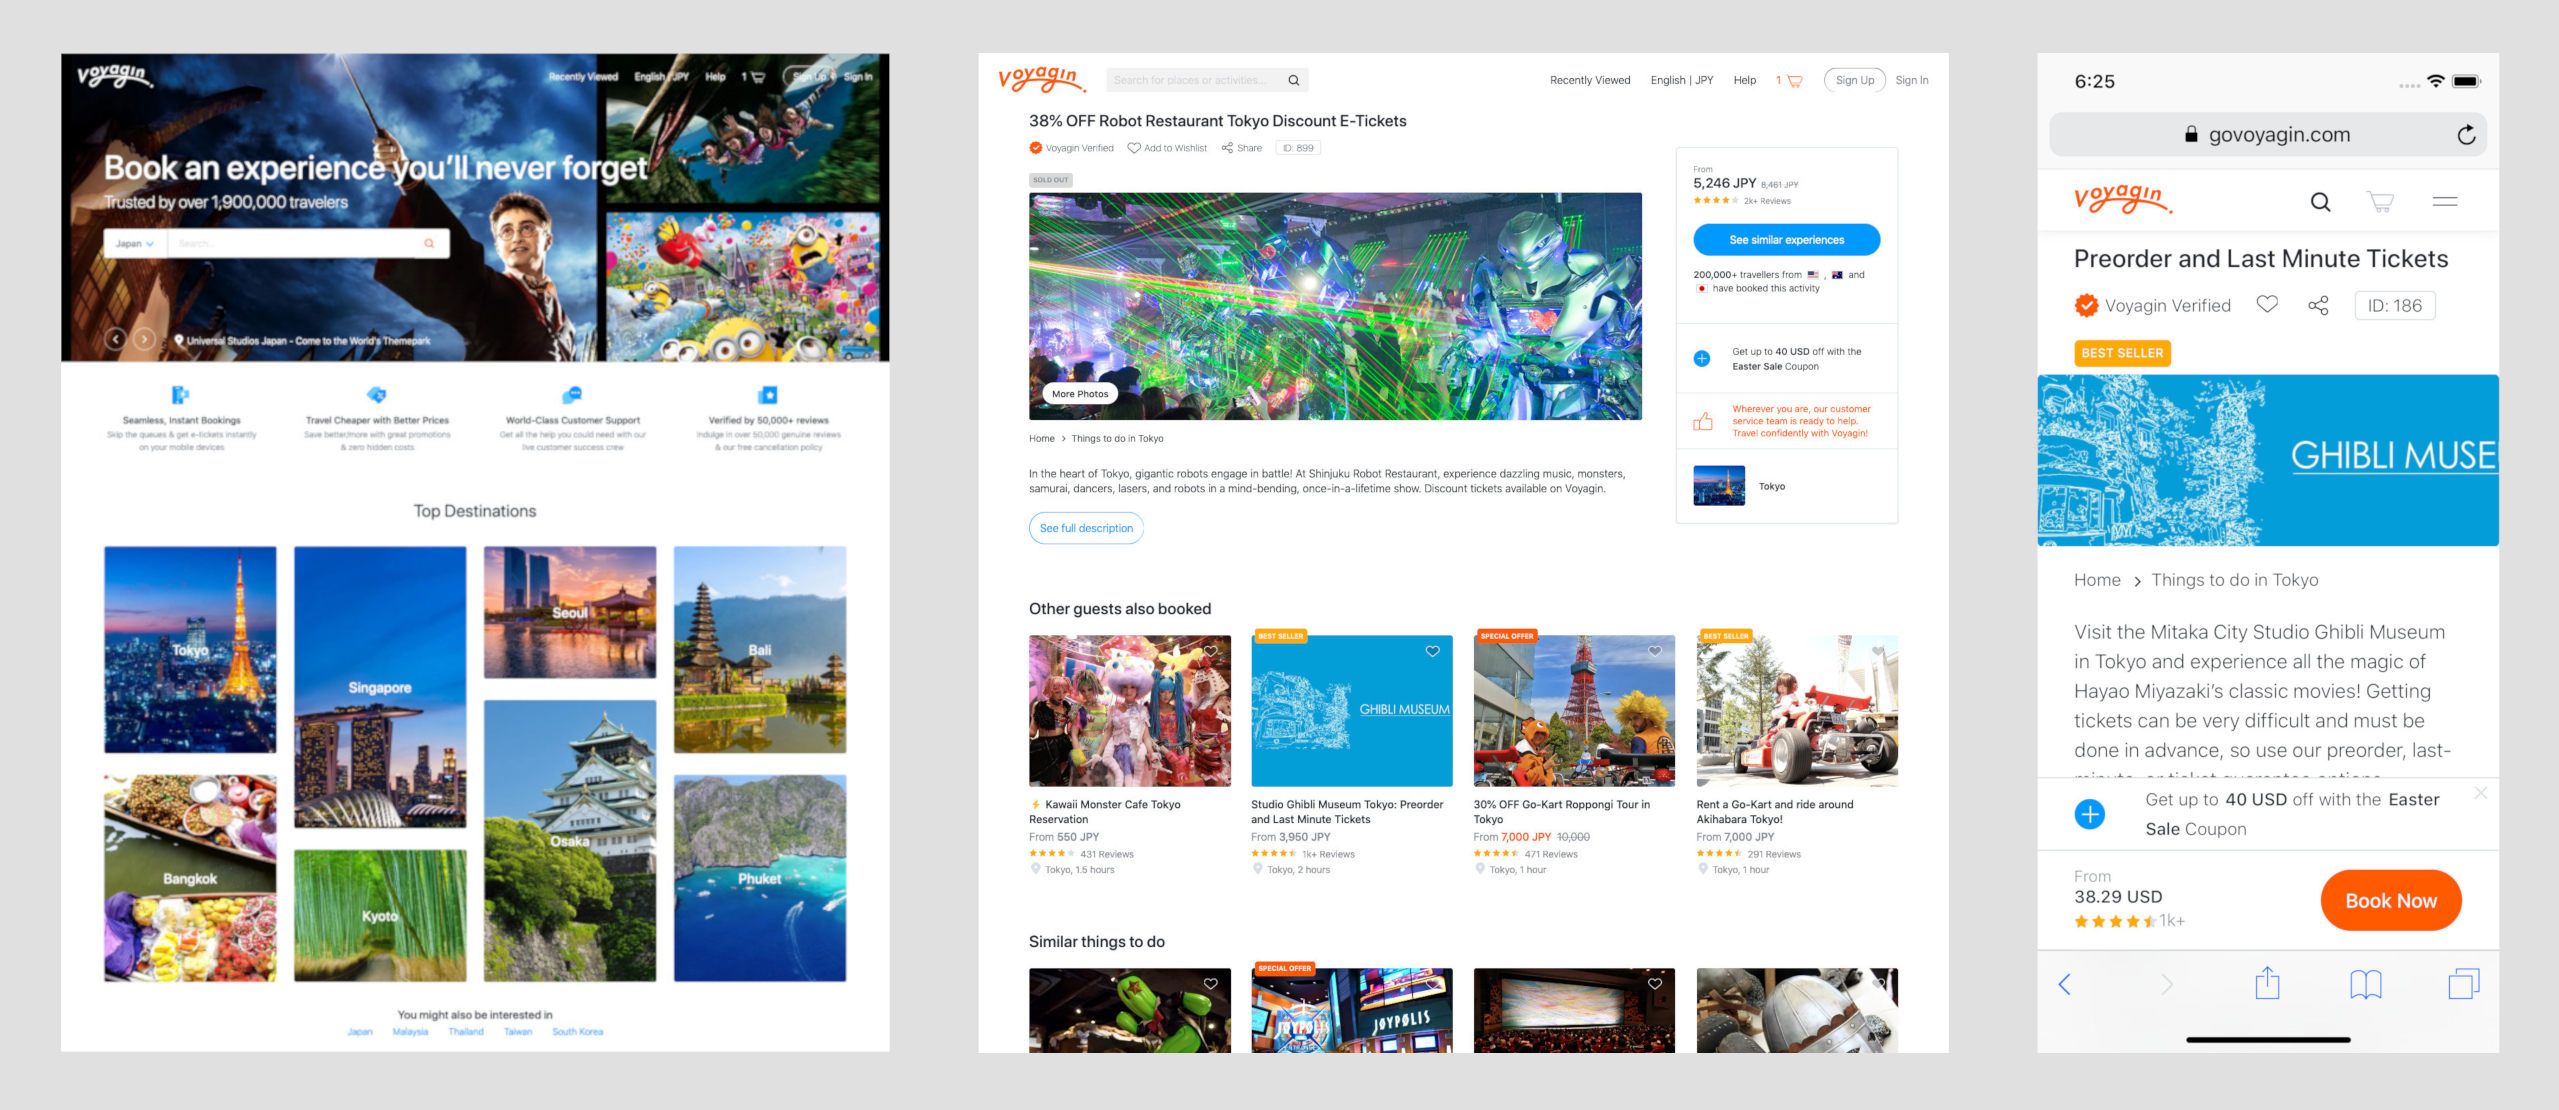 Voyagin
Recently Viewed English JPY Help 1 Sign Up Sign In
Book an experience you'll never forget
Trusted by over 1,900,000 travelers
Japan Search...
Universal Studios Japan - Come to the World's Themepark
Seamless, Instant Bookings
Skip the queues & get e-tickets instantly
on your mobile devices
Travel Cheaper with Better Prices
Save better/more with great promotions
& zero hidden costs
World-Class Customer Support
Get all the help you could need with our
live customer success crew
Verified by 50,000+ reviews
Indulge in over 50,000 genuine reviews
& our free cancellation policy
Top Destinations
Tokyo
Singapore
Seoul
Bali
Bangkok
Kyoto
Osaka
Phuket
You might also be interested in
Japan Malaysia Thailand Taiwan South Korea
Voyagin
Search for places or activities...
Recently Viewed English | JPY Help 1 Sign Up Sign In
38% OFF Robot Restaurant Tokyo Discount E-Tickets
Voyagin Verified Add to Wishlist Share ID: 899
SOLD OUT
More Photos
Home > Things to do in Tokyo
In the heart of Tokyo, gigantic robots engage in battle! At Shinjuku Robot Restaurant, experience dazzling music, monsters,
samurai, dancers, lasers, and robots in a mind-bending, once-in-a-lifetime show. Discount tickets available on Voyagin.
See full description
From
5,246 JPY 8,461 JPY
2k+ Reviews
See similar experiences
200,000+ travellers from , and
have booked this activity
Get up to 40 USD off with the
Easter Sale Coupon
Wherever you are, our customer
service team is ready to help.
Travel confidently with Voyagin!
Tokyo
Other guests also booked
Kawaii Monster Cafe Tokyo
Reservation
From 550 JPY
431 Reviews
Tokyo, 1.5 hours
BEST SELLER
GHIBLI MUSEUM
Studio Ghibli Museum Tokyo: Preorder
and Last Minute Tickets
From 3,950 JPY
1k+ Reviews
Tokyo, 2 hours
SPECIAL OFFER
30% OFF Go-Kart Roppongi Tour in
Tokyo
From 7,000 JPY 10,000
471 Reviews
Tokyo, 1 hour
BEST SELLER
Rent a Go-Kart and ride around
Akihabara Tokyo!
From 7,000 JPY
291 Reviews
Tokyo, 1 hour
Similar things to do
SPECIAL OFFER
JOYPOLIS
JOYPOLIS
6:25
govoyagin.com
Voyagin
Preorder and Last Minute Tickets
Voyagin Verified ID: 186
BEST SELLER
GHIBLI MUSE
Home > Things to do in Tokyo
Visit the Mitaka City Studio Ghibli Museum
in Tokyo and experience all the magic of
Hayao Miyazaki's classic movies! Getting
tickets can be very difficult and must be
done in advance, so use our preorder, last-
Get up to 40 USD off with the Easter
Sale Coupon
From
38.29 USD
1k+
Book Now